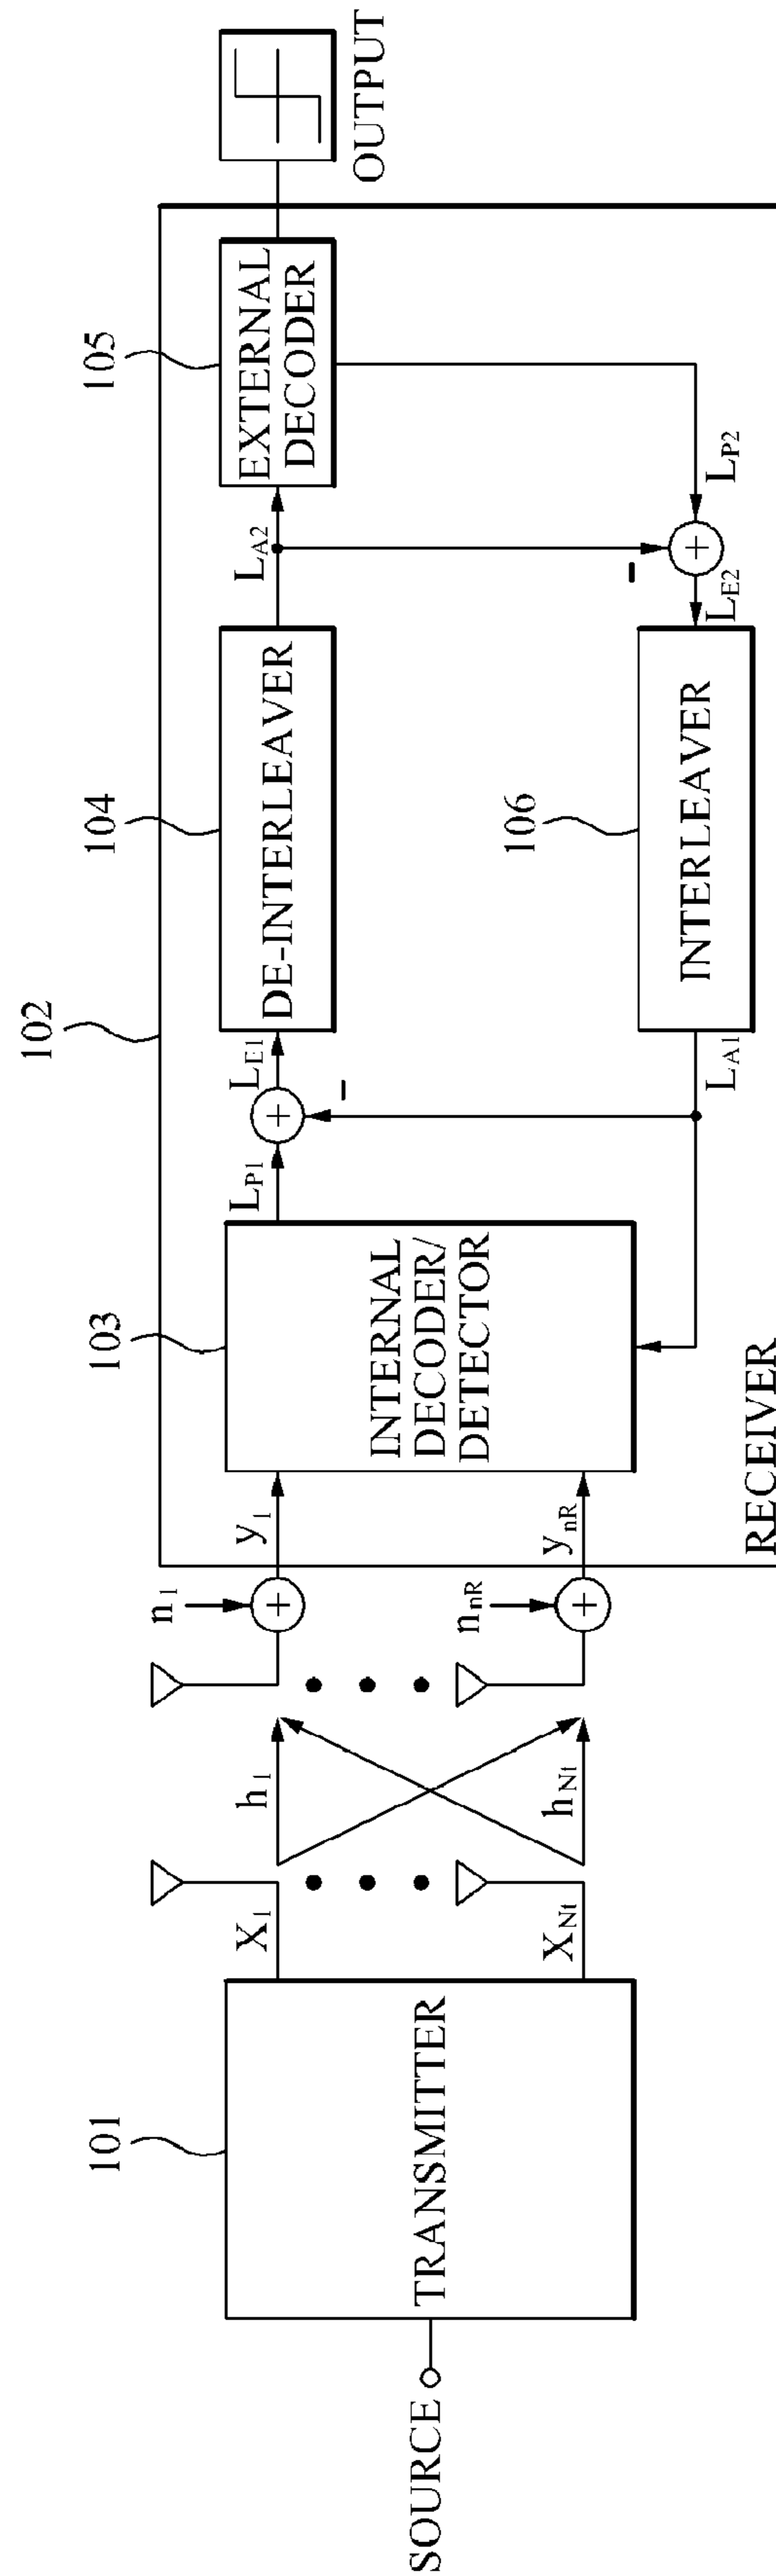 SOURCE
TRANSMITTER
101
X1
XNt
h1
hNt
n1
nnR
y1
ynR
102
RECEIVER
103
INTERNAL
DECODER/
DETECTOR
LP1
LE1
104
DE-INTERLEAVER
LA2
105
EXTERNAL
DECODER
OUTPUT
LA1
106
INTERLEAVER
LE2
LP2